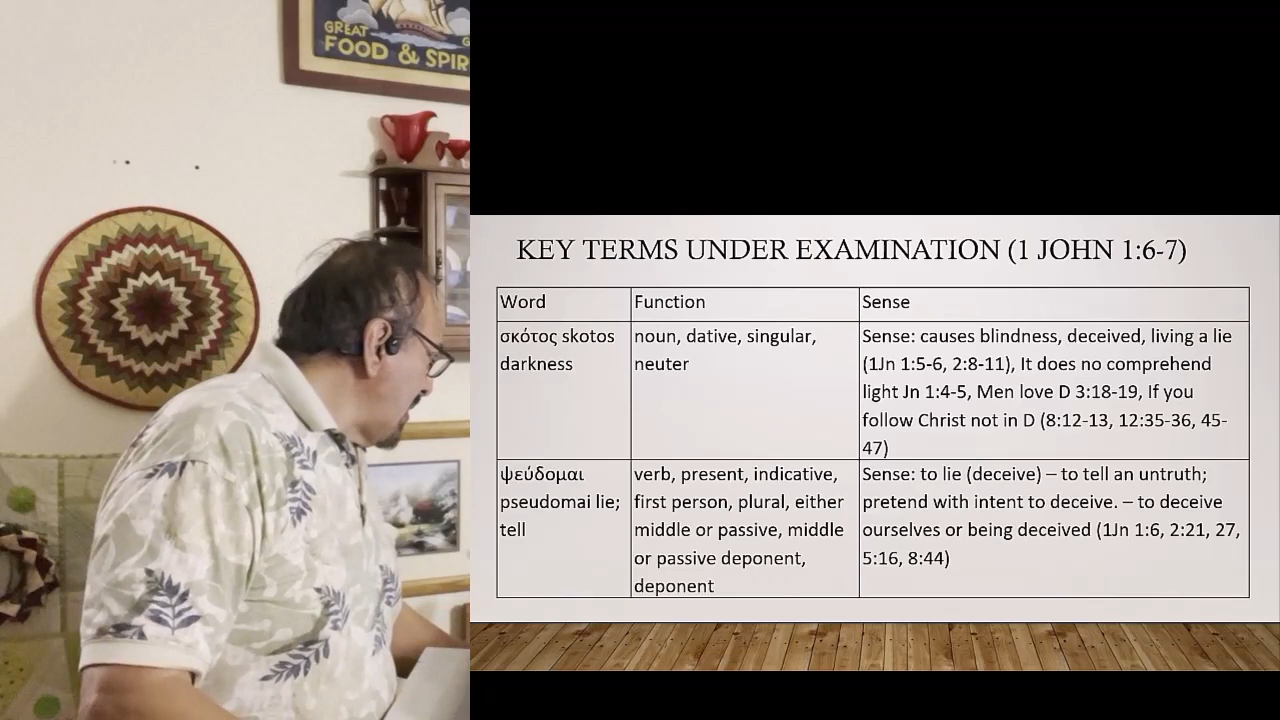 GREAT
FOOD & SPIR
KEY TERMS UNDER EXAMINATION (1 JOHN 1:6-7)
Word
Function
Sense
σκότος skotos
darkness
noun, dative, singular,
neuter
Sense: causes blindness, deceived, living a lie
(1Jn 1:5-6, 2:8-11), It does no comprehend
light Jn 1:4-5, Men love D 3:18-19, If you
follow Christ not in D (8:12-13, 12:35-36, 45-
47)
ψεύδομαι
pseudomai lie;
tell
verb, present, indicative,
first person, plural, either
middle or passive, middle
or passive deponent,
deponent
Sense: to lie (deceive) – to tell an untruth;
pretend with intent to deceive. – to deceive
ourselves or being deceived (1Jn 1:6, 2:21, 27,
5:16, 8:44)